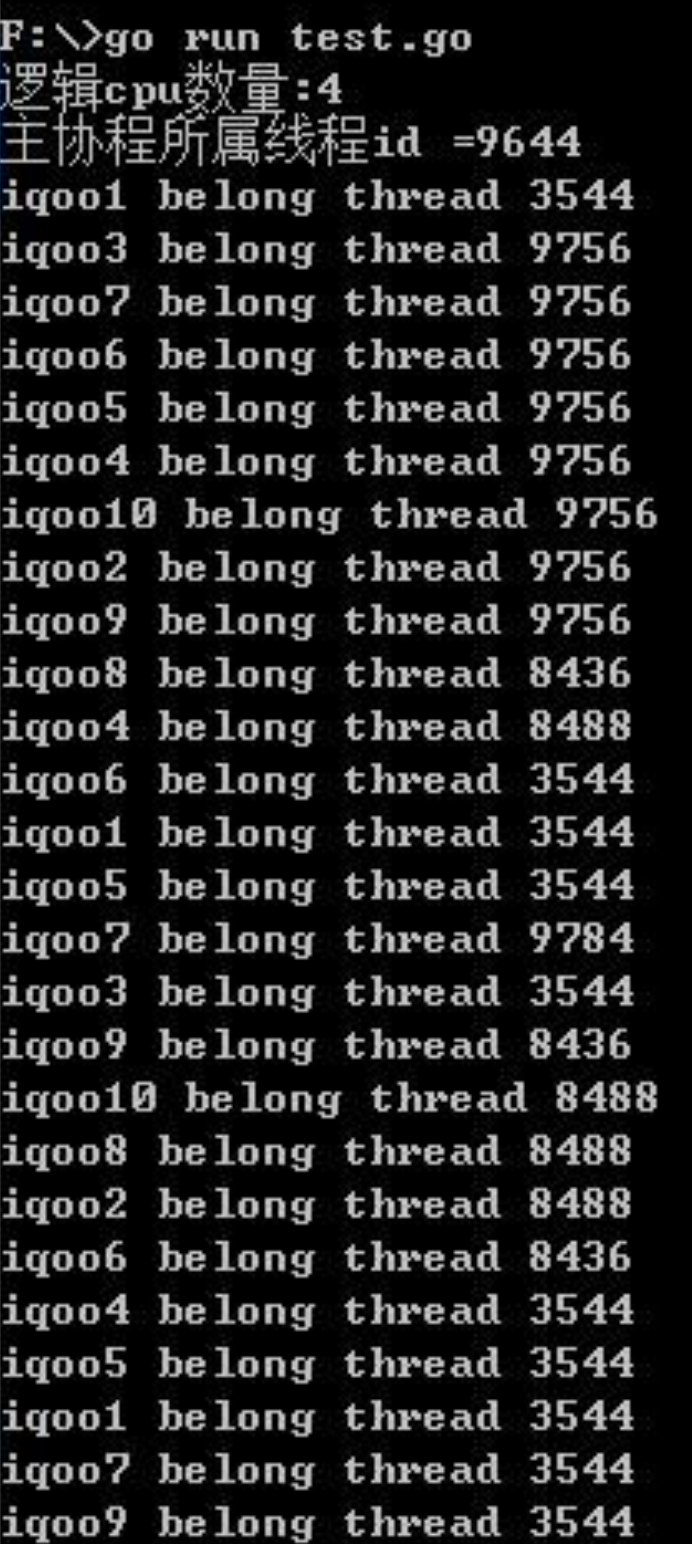 F:\>go run test.go
逻辑cpu数量:4
主协程所属线程id =9644
iqoo1 belong thread 3544
iqoo3 belong thread 9756
iqoo7 belong thread 9756
iqoo6 belong thread 9756
iqoo5 belong thread 9756
iqoo4 belong thread 9756
iqoo10 belong thread 9756
iqoo2 belong thread 9756
iqoo9 belong thread 9756
iqoo8 belong thread 8436
iqoo4 belong thread 8488
iqoo6 belong thread 3544
iqoo1 belong thread 3544
iqoo5 belong thread 3544
iqoo7 belong thread 9784
iqoo3 belong thread 3544
iqoo9 belong thread 8436
iqoo10 belong thread 8488
iqoo8 belong thread 8488
iqoo2 belong thread 8488
iqoo6 belong thread 8436
iqoo4 belong thread 3544
iqoo5 belong thread 3544
iqoo1 belong thread 3544
iqoo7 belong thread 3544
iqoo9 belong thread 3544